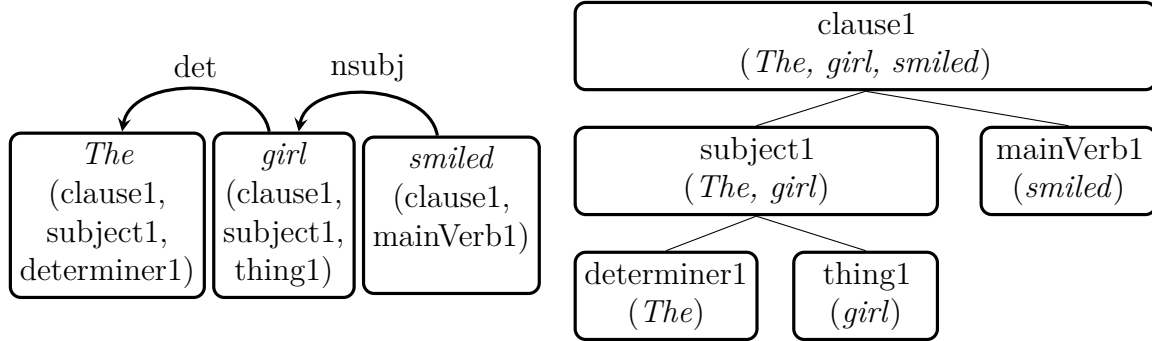 det
nsubj
The
(clause1,
subject1,
determiner1)
girl
(clause1,
subject1,
thing1)
smiled
(clause1,
mainVerb1)
clause1
(The, girl, smiled)
subject1
(The, girl)
mainVerb1
(smiled)
determiner1
(The)
thing1
(girl)